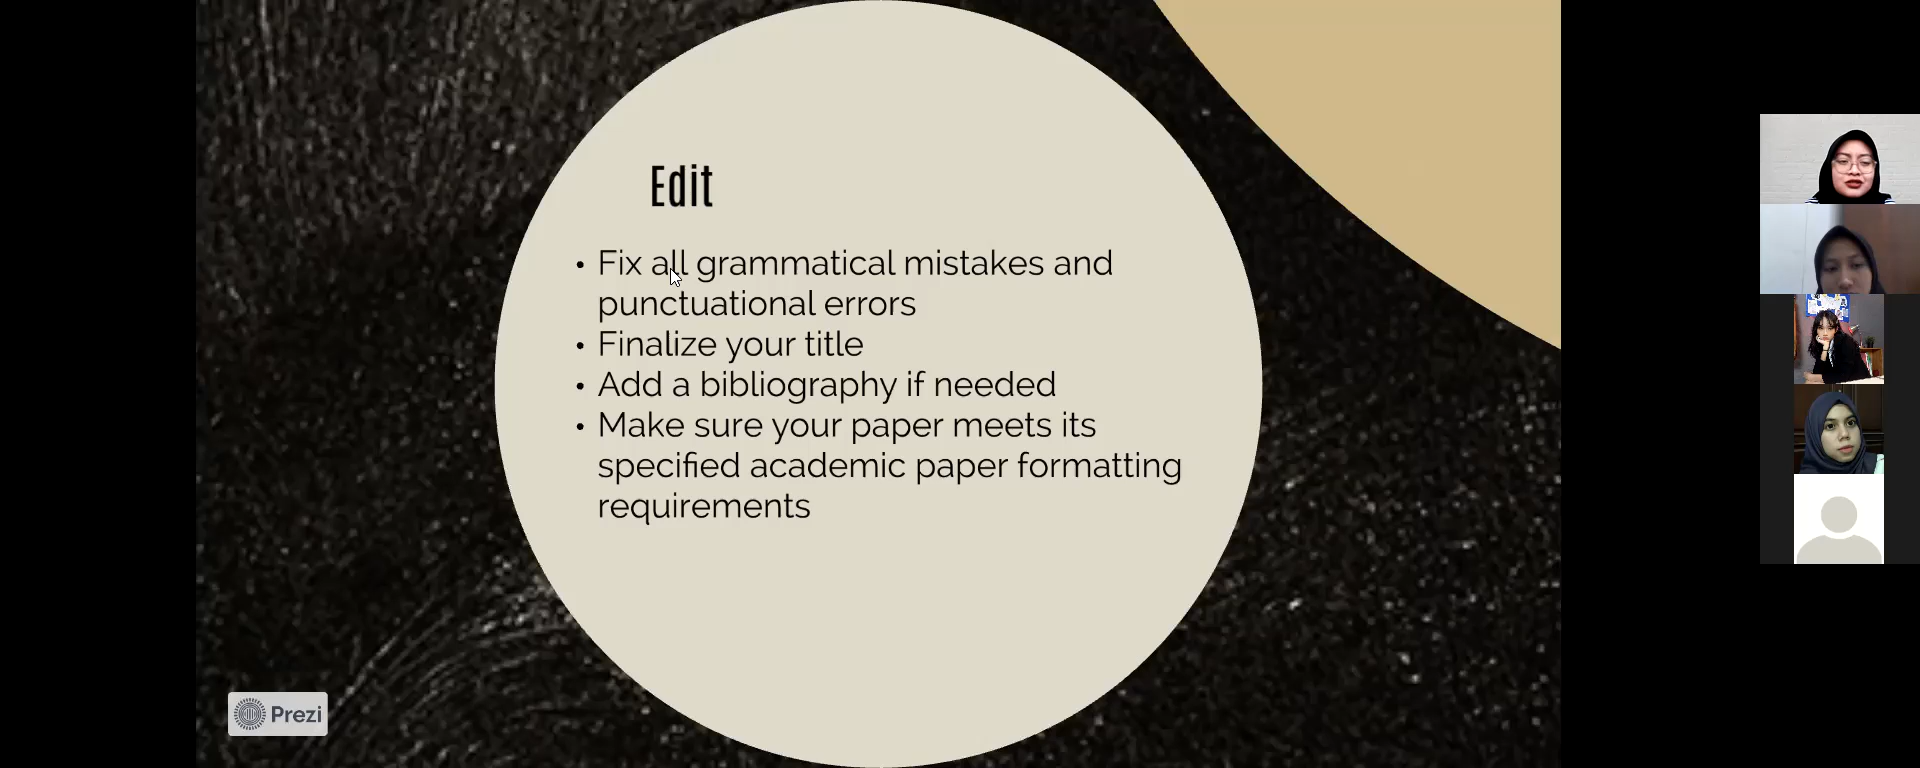 Edit
• Fix all grammatical mistakes and
punctuational errors
• Finalize your title
• Add a bibliography if needed
• Make sure your paper meets its
specified academic paper formatting
requirements
Prezi